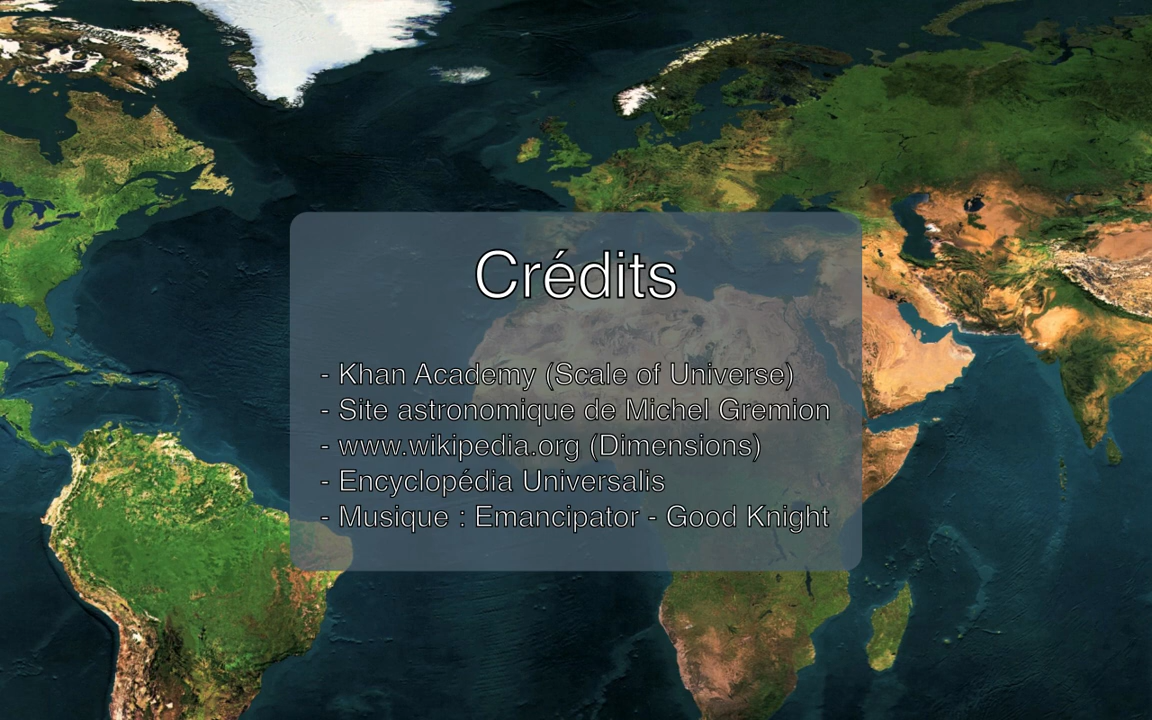 Crédits
- Khan Academy (Scale of Universe)
- Site astronomique de Michel Gremion
- www.wikipedia.org (Dimensions)
- Encyclopédia Universalis
- Musique : Emancipator - Good Knight